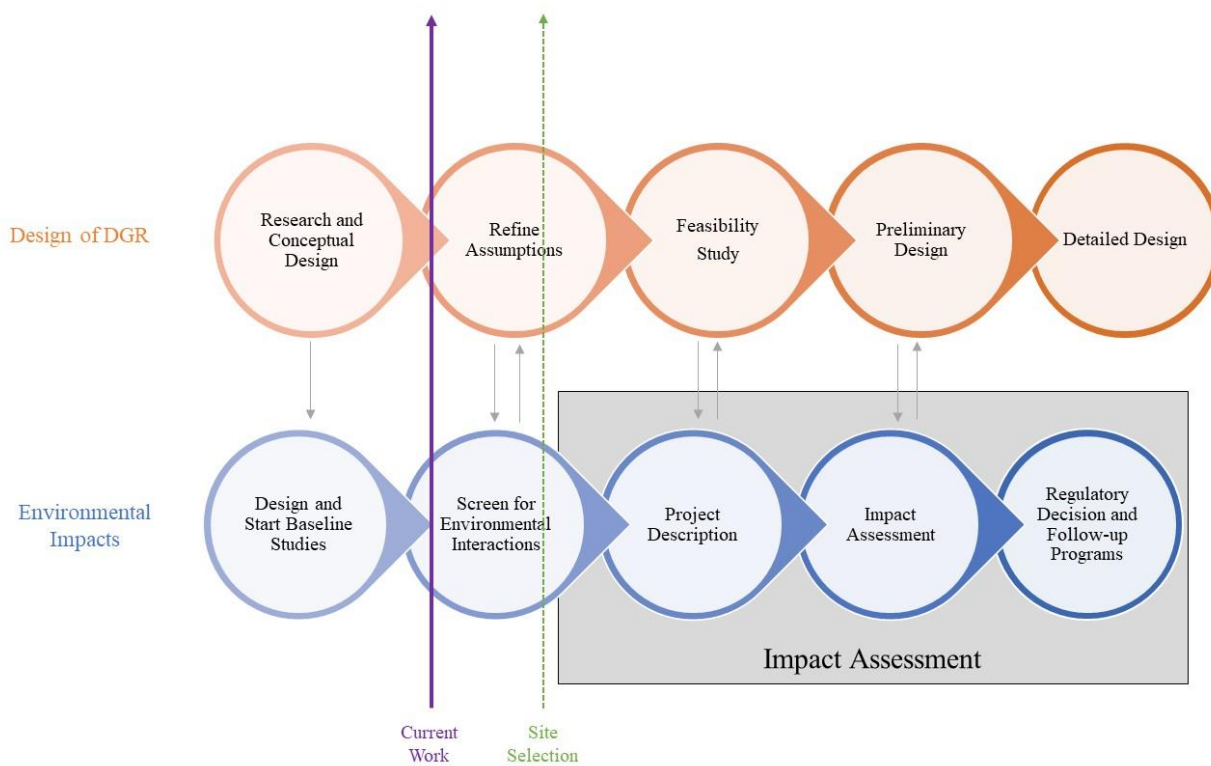 Design of DGR
Research and
Conceptual
Design
Refine
Assumptions
Feasibility
Study
Preliminary
Design
Detailed Design
Environmental
Impacts
Design and
Start Baseline
Studies
Screen for
Environmental
Interactions
Project
Description
Impact
Assessment
Regulatory
Decision and
Follow-up
Programs
Impact Assessment
Current
Work
Site
Selection